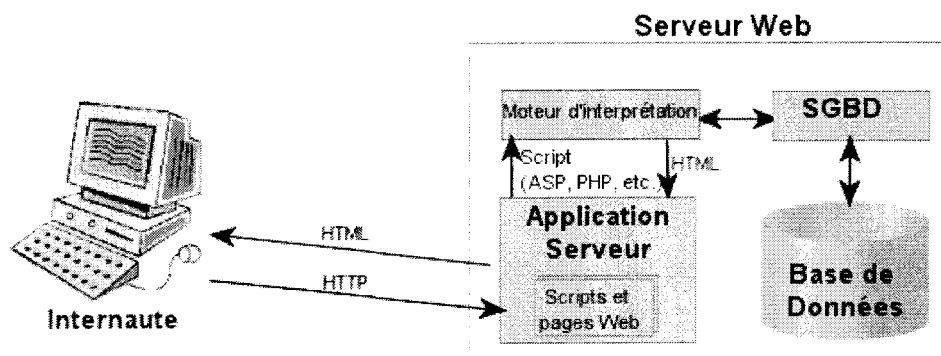 Serveur Web
Moteur d'interprétation
SGBD
Script
(ASP, PHP, etc.)
HTML
Application
Serveur
HTML
HTTP
Scripts et
pages Web
Base de
Données
Internaute